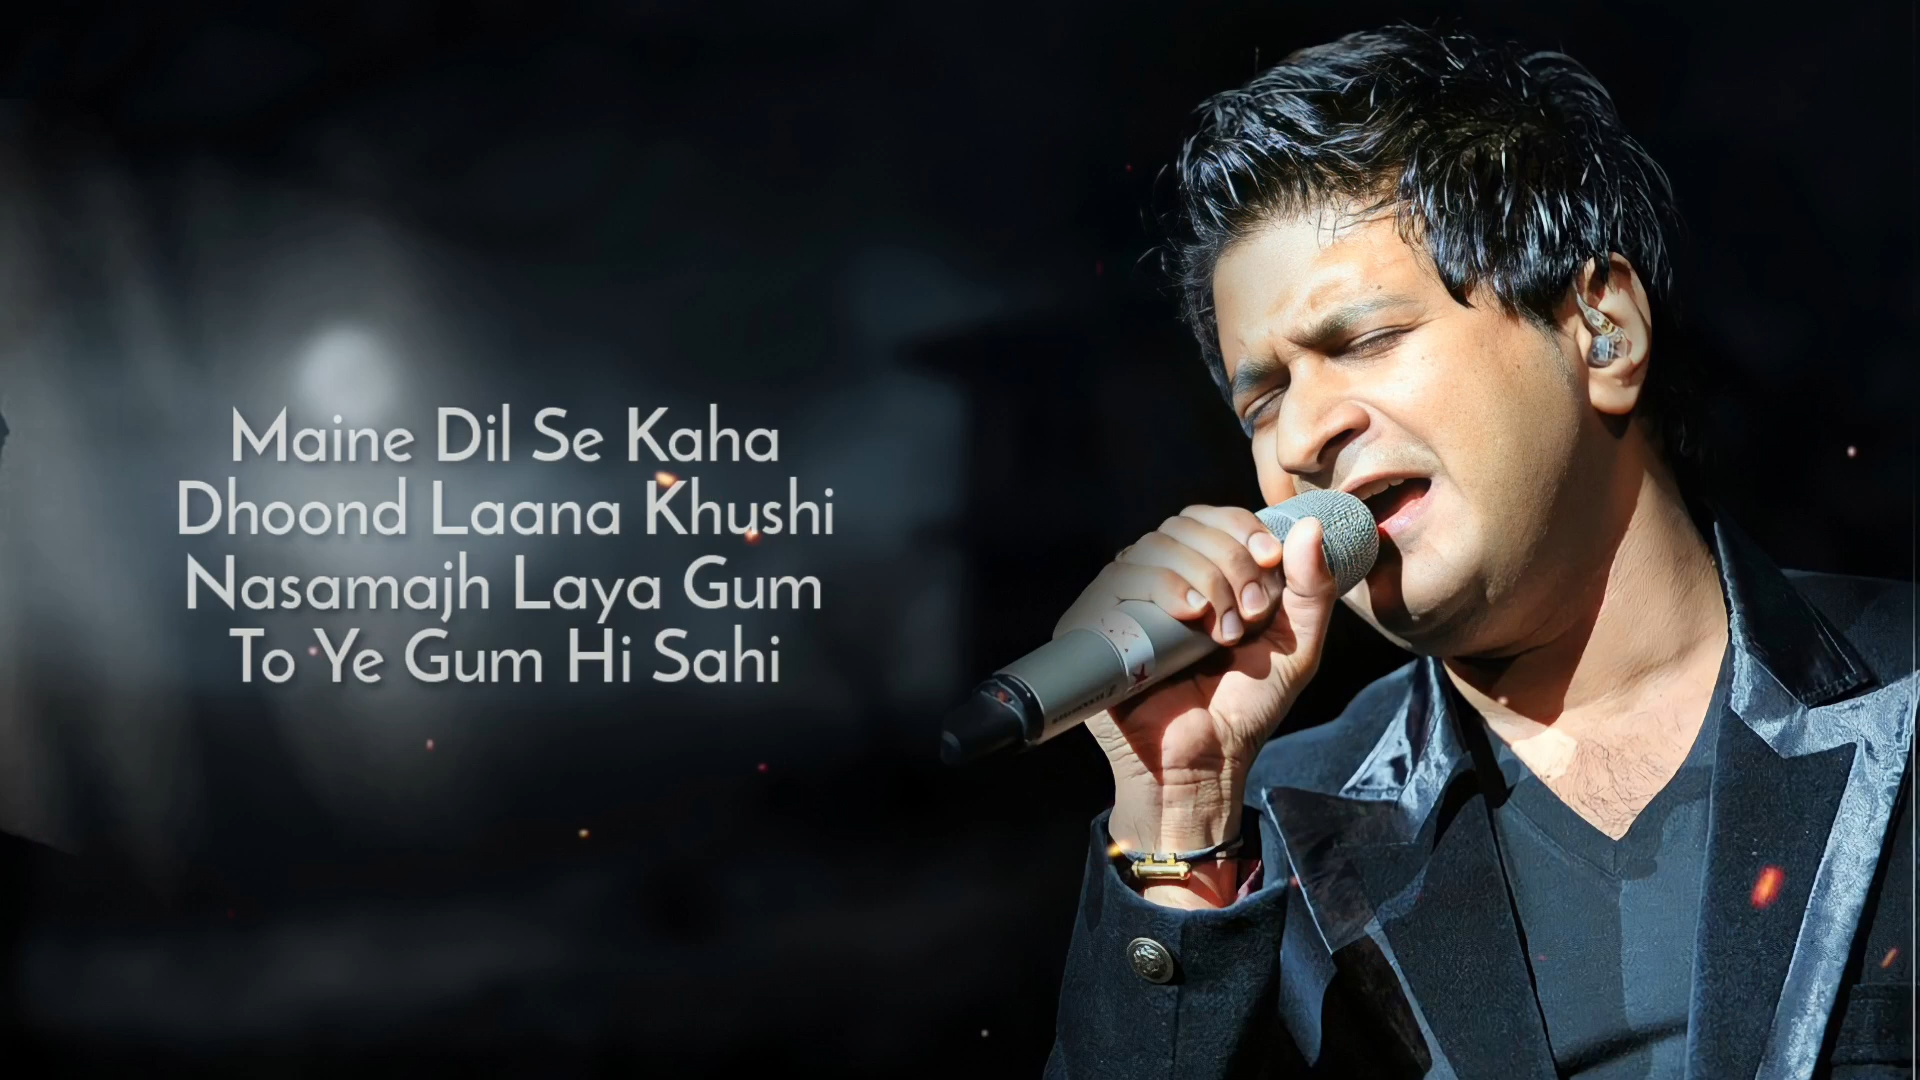 Maine Dil Se Kaha
Dhoond Laana Khushi
Nasamajh Laya Gum
To Ye Gum Hi Sahi